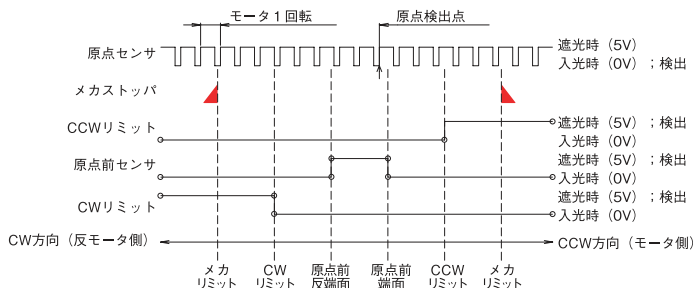 モータ1回転
原点検出点
原点センサ
遮光時（5V）
入光時（0V）；検出
メカストッパ
CCWリミット
遮光時（5V）；検出
入光時（0V）
原点前センサ
遮光時（5V）；検出
入光時（0V）
CWリミット
遮光時（5V）；検出
入光時（0V）
CW方向（反モータ側）
CCW方向（モータ側）
メカ
リミット
CW
リミット
原点前
反端面
原点前
端面
CCW
リミット
メカ
リミット